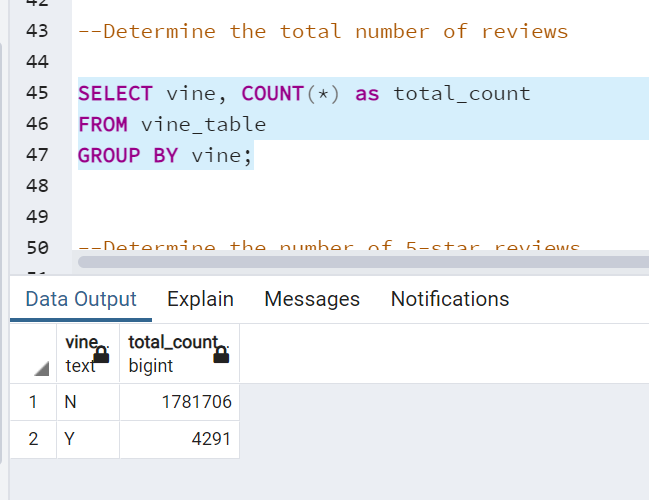 42
43 --Determine the total number of reviews
44
45 SELECT vine, COUNT(*) as total_count
46 FROM vine_table
47 GROUP BY vine;
48
49
50 --Determine the number of 5-star reviews
51
Data Output Explain Messages Notifications
vine total_count
text bigint
1 N 1781706
2 Y 4291